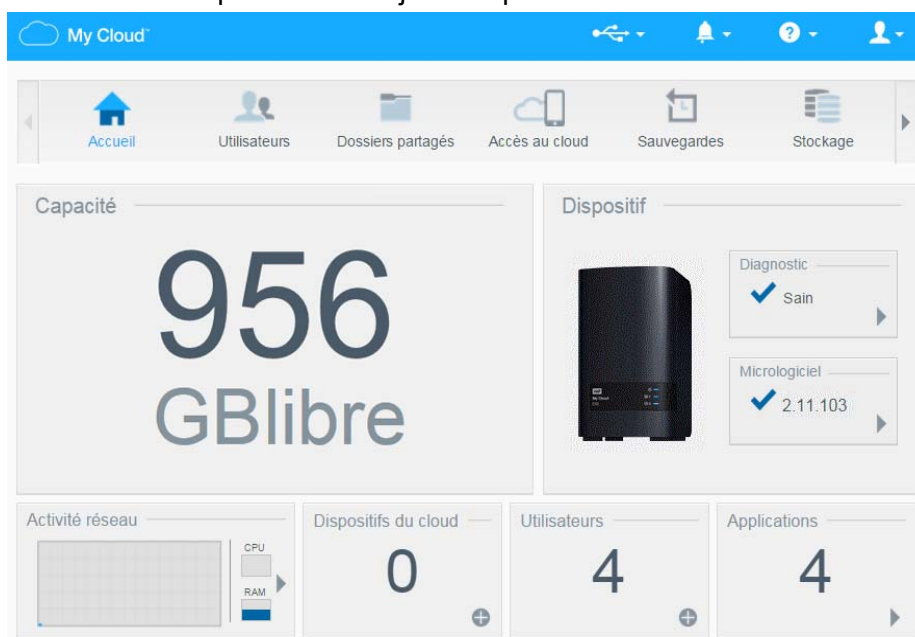 My Cloud
Accueil
Utilisateurs
Dossiers partagés
Accès au cloud
Sauvegardes
Stockage
Capacité
956
GBlibre
Dispositif
Diagnostic
Sain
Micrologiciel
2.11.103
Activité réseau
CPU
RAM
Dispositifs du cloud
0
Utilisateurs
4
Applications
4